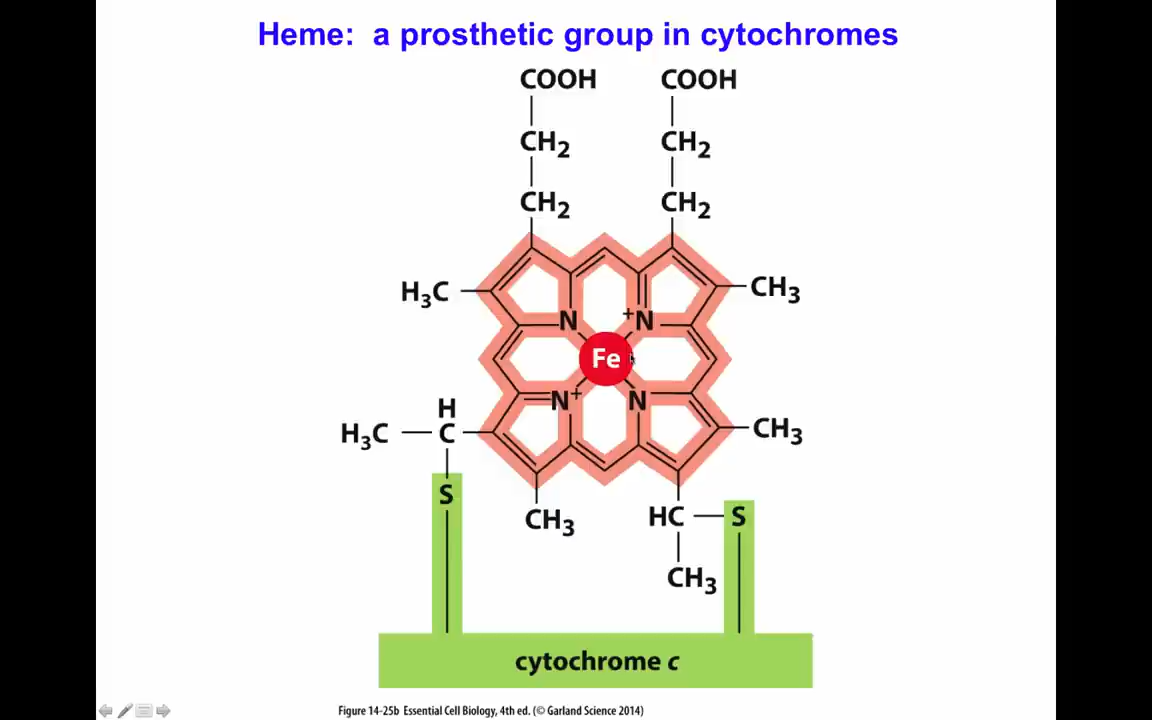 Heme: a prosthetic group in cytochromes
COOH COOH
CH₂ CH₂
CH₂ CH₂
H₃C CH₃
N ⁺N
Fe
N⁺ N
H
H₃C C CH₃
S
CH₃ HC S
CH₃
cytochrome c
Figure 14-25b Essential Cell Biology, 4th ed. (© Garland Science 2014)